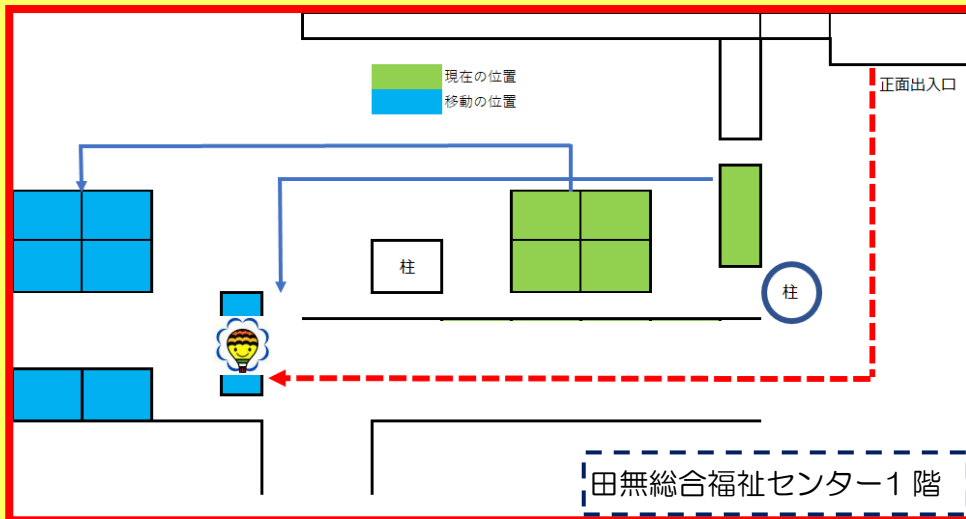 現在の位置
移動の位置
正面出入口
柱
柱
田無総合福祉センター1階